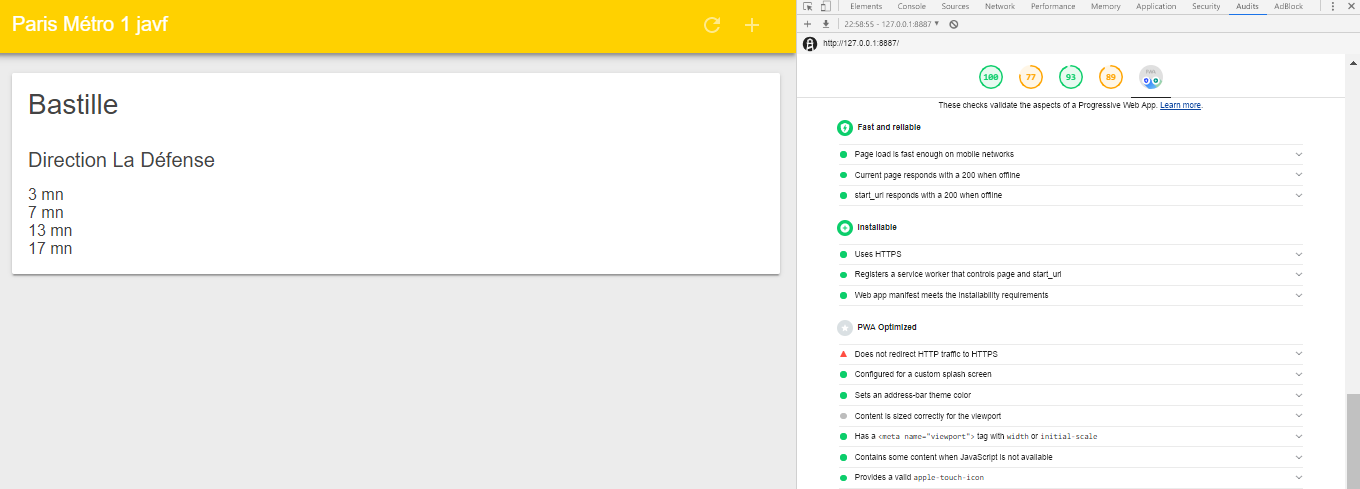 Paris Métro 1 javf
Bastille
Direction La Défense
3 mn
7 mn
13 mn
17 mn
Elements Console Sources Network Performance Memory Application Security Audits AdBlock
22:58:55 - 127.0.0.1:8887
http://127.0.0.1:8887/
100 77 93 89 PWA
These checks validate the aspects of a Progressive Web App. Learn more.
Fast and reliable
Page load is fast enough on mobile networks
Current page responds with a 200 when offline
start_url responds with a 200 when offline
Installable
Uses HTTPS
Registers a service worker that controls page and start_url
Web app manifest meets the installability requirements
PWA Optimized
Does not redirect HTTP traffic to HTTPS
Configured for a custom splash screen
Sets an address-bar theme color
Content is sized correctly for the viewport
Has a <meta name="viewport"> tag with width or initial-scale
Contains some content when JavaScript is not available
Provides a valid apple-touch-icon